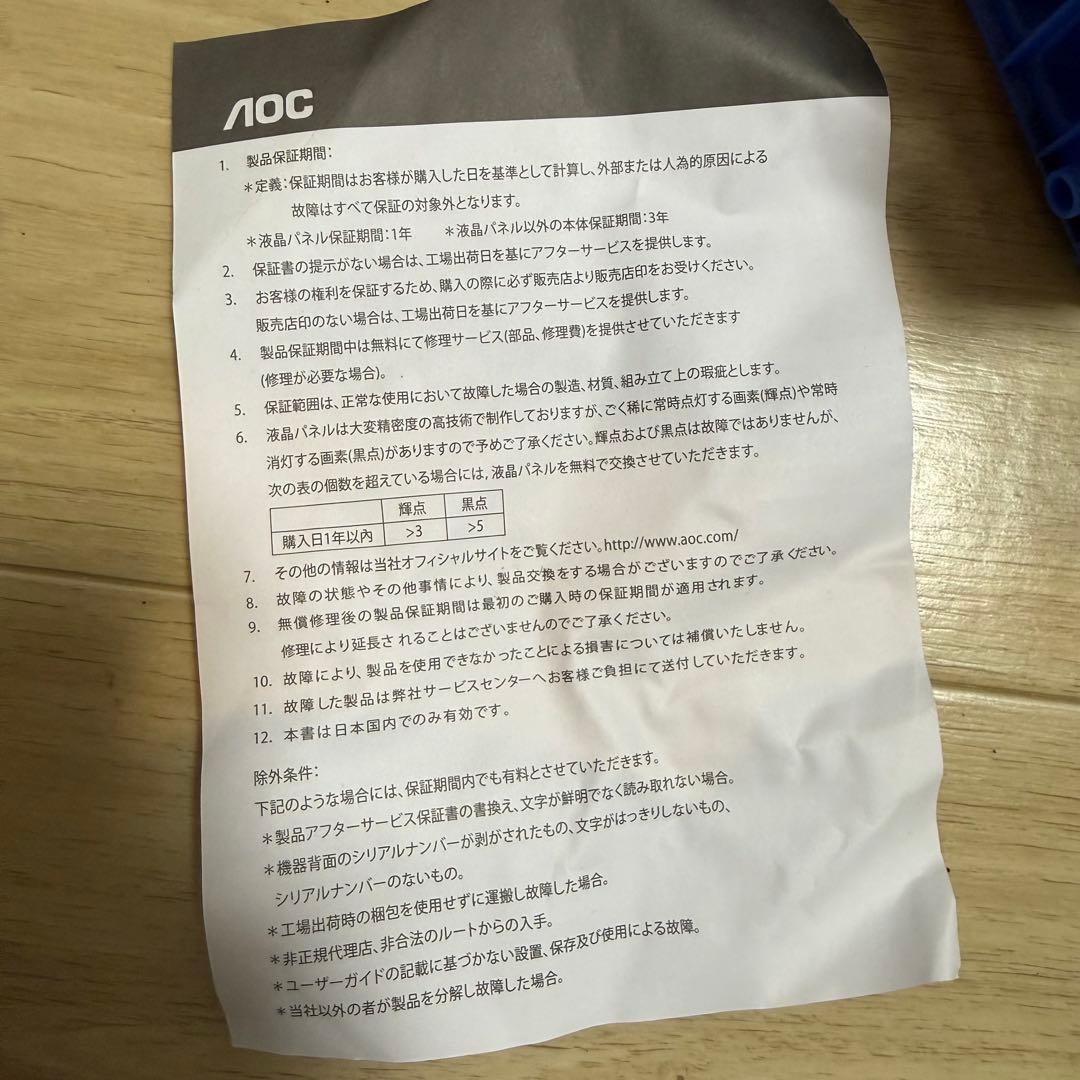 AOC
1. 製品保証期間：
＊定義：保証期間はお客様が購入した日を基準として計算し、外部または人為的原因による
故障はすべて保証の対象外となります。
＊液晶パネル保証期間：1年 ＊液晶パネル以外の本体保証期間：3年
2. 保証書の提示がない場合は、工場出荷日を基にアフターサービスを提供します。
3. お客様の権利を保証するため、購入の際に必ず販売店より販売店印をお受けください。
販売店印のない場合は、工場出荷日を基にアフターサービスを提供します。
4. 製品保証期間中は無料にて修理サービス(部品、修理費)を提供させていただきます
(修理が必要な場合)。
5. 保証範囲は、正常な使用において故障した場合の製造、材質、組み立て上の瑕疵とします。
6. 液晶パネルは大変精密度の高技術で制作しておりますが、ごく稀に常時点灯する画素(輝点)や常時
消灯する画素(黒点)がありますので予めご了承ください。輝点および黒点は故障ではありませんが、
次の表の個数を超えている場合には，液晶パネルを無料で交換させていただきます。
輝点 黒点
購入日1年以內 >3 >5
7. その他の情報は当社オフィシャルサイトをご覧ください。http://www.aoc.com/
8. 故障の状態やその他事情により、製品交換をする場合がございますのでご了承ください。
9. 無償修理後の製品保証期間は最初のご購入時の保証期間が適用されます。
修理により延長されることはございませんのでご了承ください。
10. 故障により、製品を使用できなかったことによる損害については補償いたしません。
11. 故障した製品は弊社サービスセンターへお客様ご負担にて送付していただきます。
12. 本書は日本国内でのみ有効です。
除外条件：
下記のような場合には、保証期間内でも有料とさせていただきます。
＊製品アフターサービス保証書の書換え、文字が鮮明でなく読み取れない場合。
＊機器背面のシリアルナンバーが剥がされたもの、文字がはっきりしないもの、
シリアルナンバーのないもの。
＊工場出荷時の梱包を使用せずに運搬し故障した場合。
＊非正規代理店、非合法のルートからの入手。
＊ユーザーガイドの記載に基づかない設置、保存及び使用による故障。
＊当社以外の者が製品を分解し故障した場合。